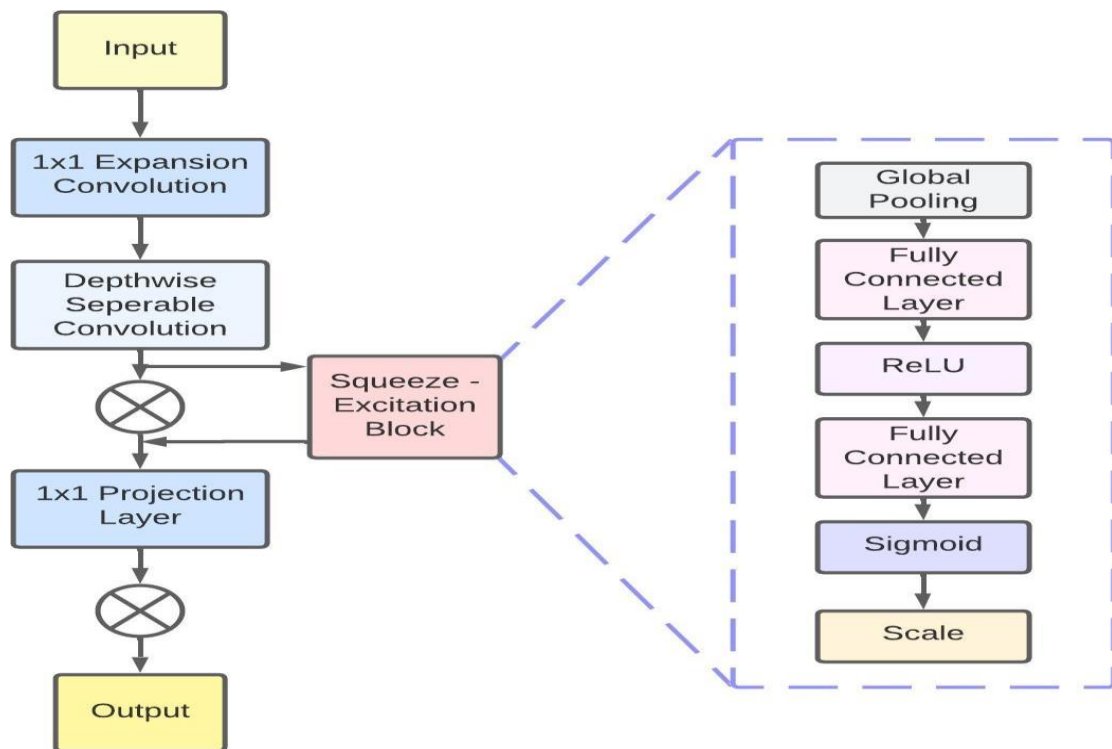 Input
1x1 Expansion
Convolution
Depthwise
Seperable
Convolution
Squeeze -
Excitation
Block
1x1 Projection
Layer
Output
Global
Pooling
Fully
Connected
Layer
ReLU
Fully
Connected
Layer
Sigmoid
Scale